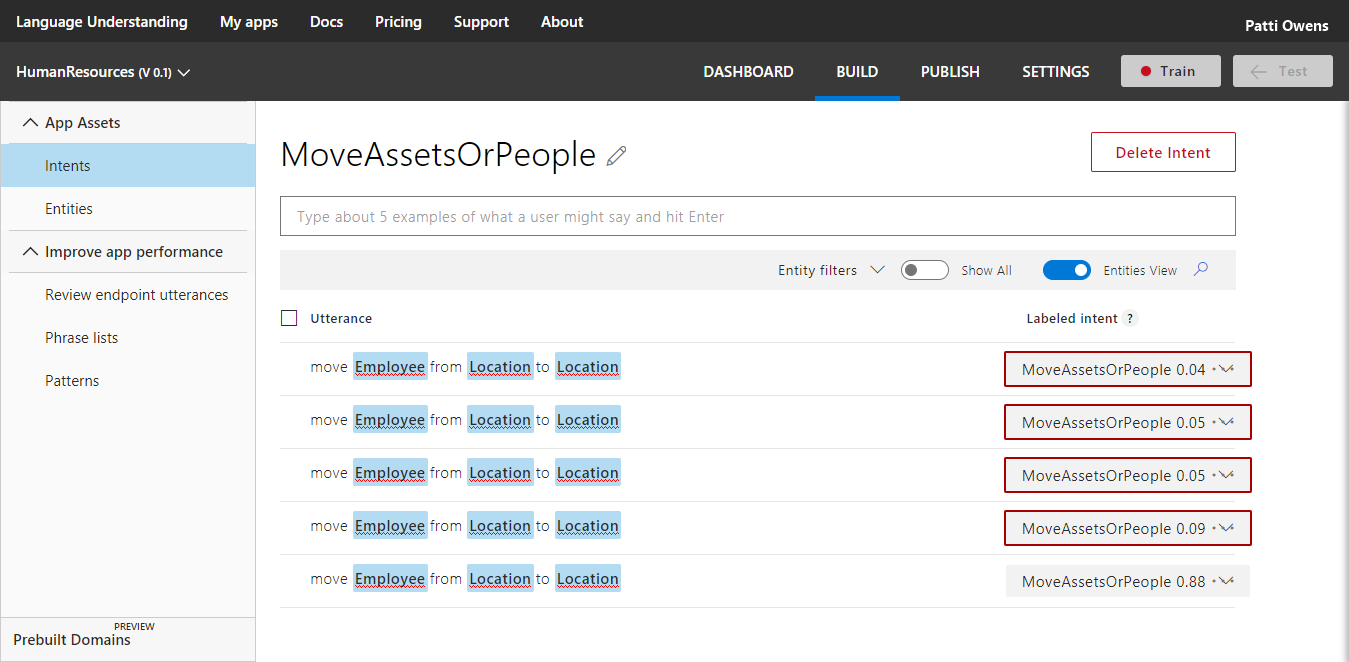 Language Understanding My apps Docs Pricing Support About Patti Owens
HumanResources (V 0.1) DASHBOARD BUILD PUBLISH SETTINGS Train Test
App Assets
Intents
Entities
Improve app performance
Review endpoint utterances
Phrase lists
Patterns
PREVIEW
Prebuilt Domains
MoveAssetsOrPeople Delete Intent
Type about 5 examples of what a user might say and hit Enter
Entity filters Show All Entities View
Utterance Labeled intent ?
move Employee from Location to Location MoveAssetsOrPeople 0.04
move Employee from Location to Location MoveAssetsOrPeople 0.05
move Employee from Location to Location MoveAssetsOrPeople 0.05
move Employee from Location to Location MoveAssetsOrPeople 0.09
move Employee from Location to Location MoveAssetsOrPeople 0.88